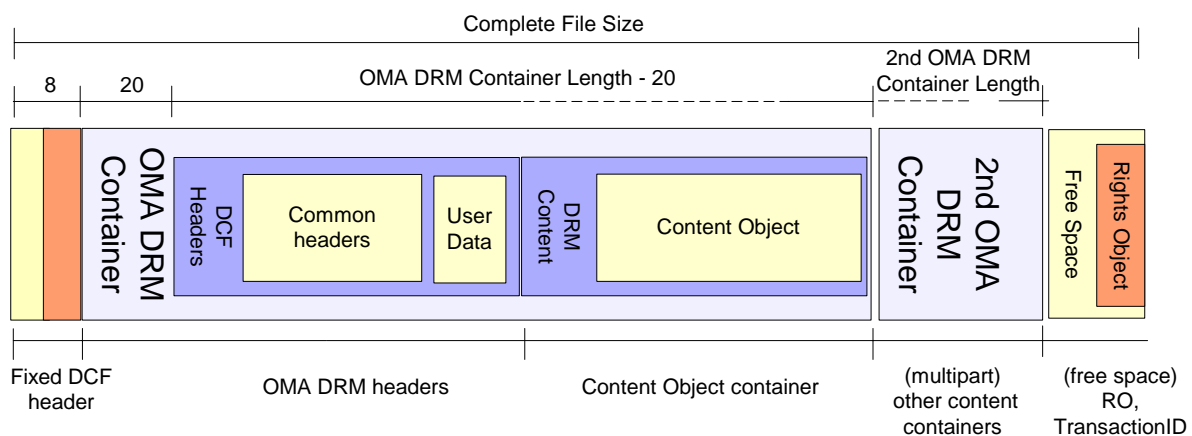 Complete File Size
8
20
OMA DRM Container Length - 20
2nd OMA DRM
Container Length
OMA DRM
Container
DCF
Headers
Common
headers
User
Data
DRM
Content
Content Object
2nd OMA
DRM
Container
Free Space
Rights Object
Fixed DCF
header
OMA DRM headers
Content Object container
(multipart)
other content
containers
(free space)
RO,
TransactionID